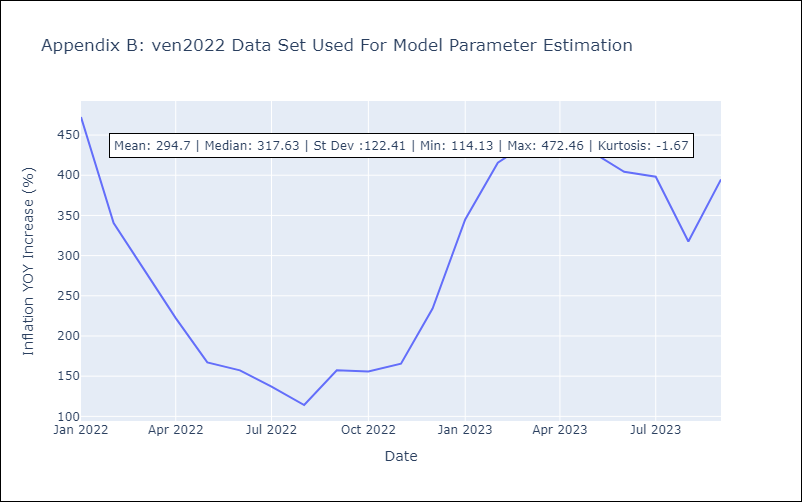 Appendix B: ven2022 Data Set Used For Model Parameter Estimation
Mean: 294.7 | Median: 317.63 | St Dev :122.41 | Min: 114.13 | Max: 472.46 | Kurtosis: -1.67
Inflation YOY Increase (%)
450
400
350
300
250
200
150
100
Jan 2022
Apr 2022
Jul 2022
Oct 2022
Jan 2023
Apr 2023
Jul 2023
Date